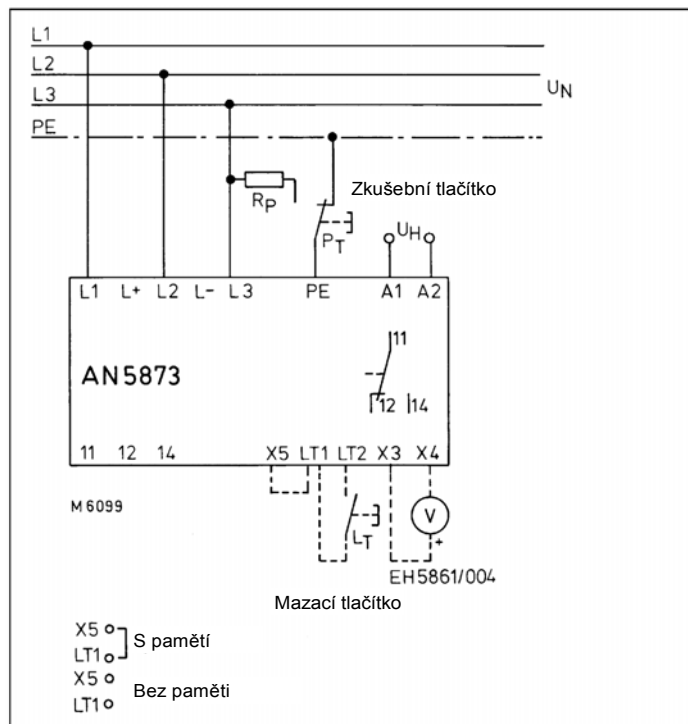 L1
L2
L3
UN
PE
Zkušební tlačítko
RP
PT
UH
L1 L+ L2 L- L3 PE A1 A2
11
AN5873
12 14
11 12 14 X5 LT1 LT2 X3 X4
M6099
LT
V
+
EH5861/004
Mazací tlačítko
X5
S pamětí
LT1
X5
Bez paměti
LT1